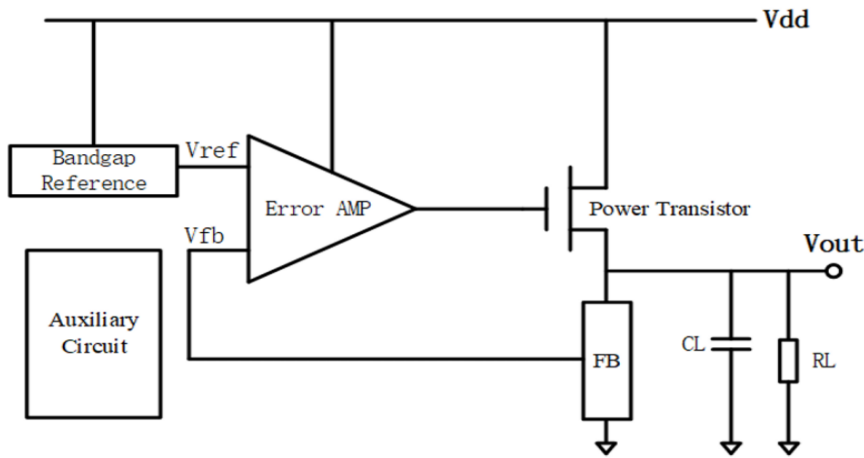 Vdd
Bandgap
Reference
Vref
Error AMP
Power Transistor
Vfb
Vout
Auxiliary
Circuit
FB
CL
RL